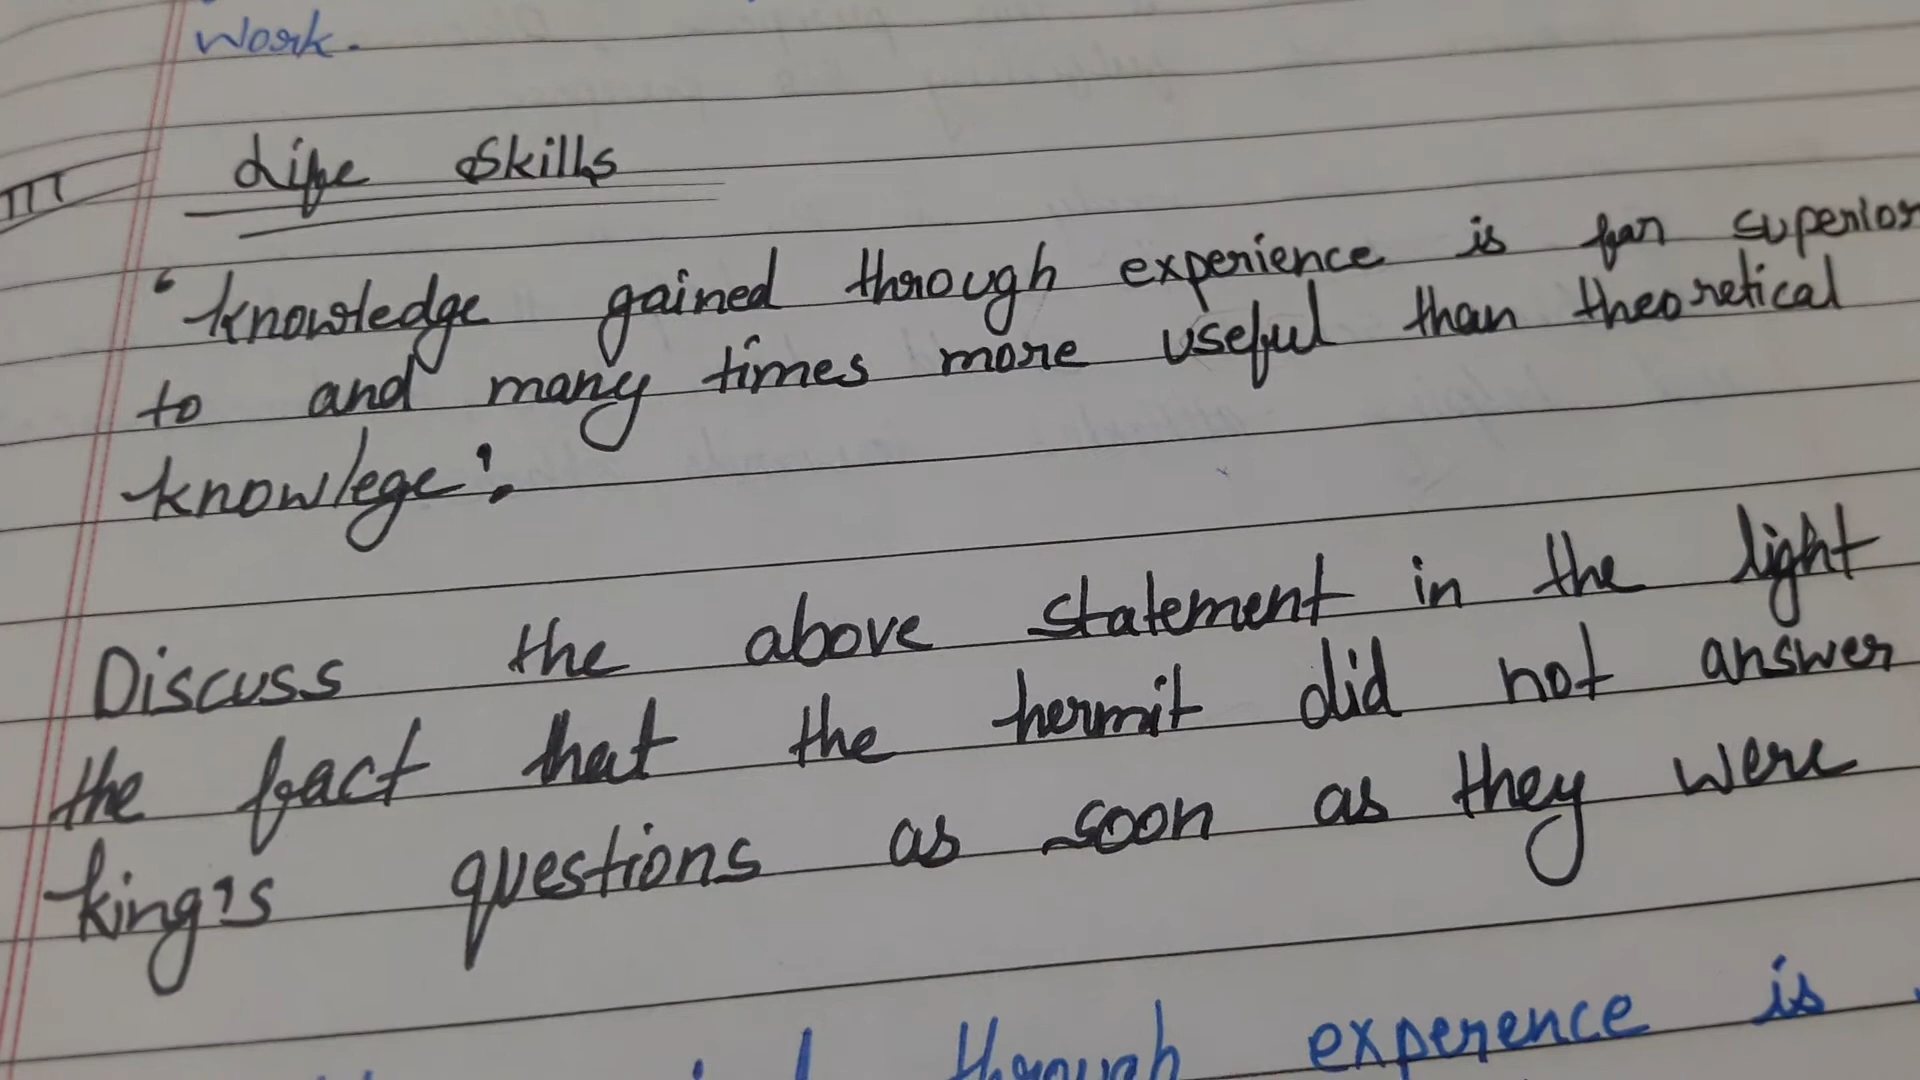 work.
III
Life Skills
'knowledge gained through experience is far superior
to and many times more useful than theoretical
knowlege'.
Discuss the above statement in the light
the fact that the hermit did not answer
king's questions as soon as they were
through experence is